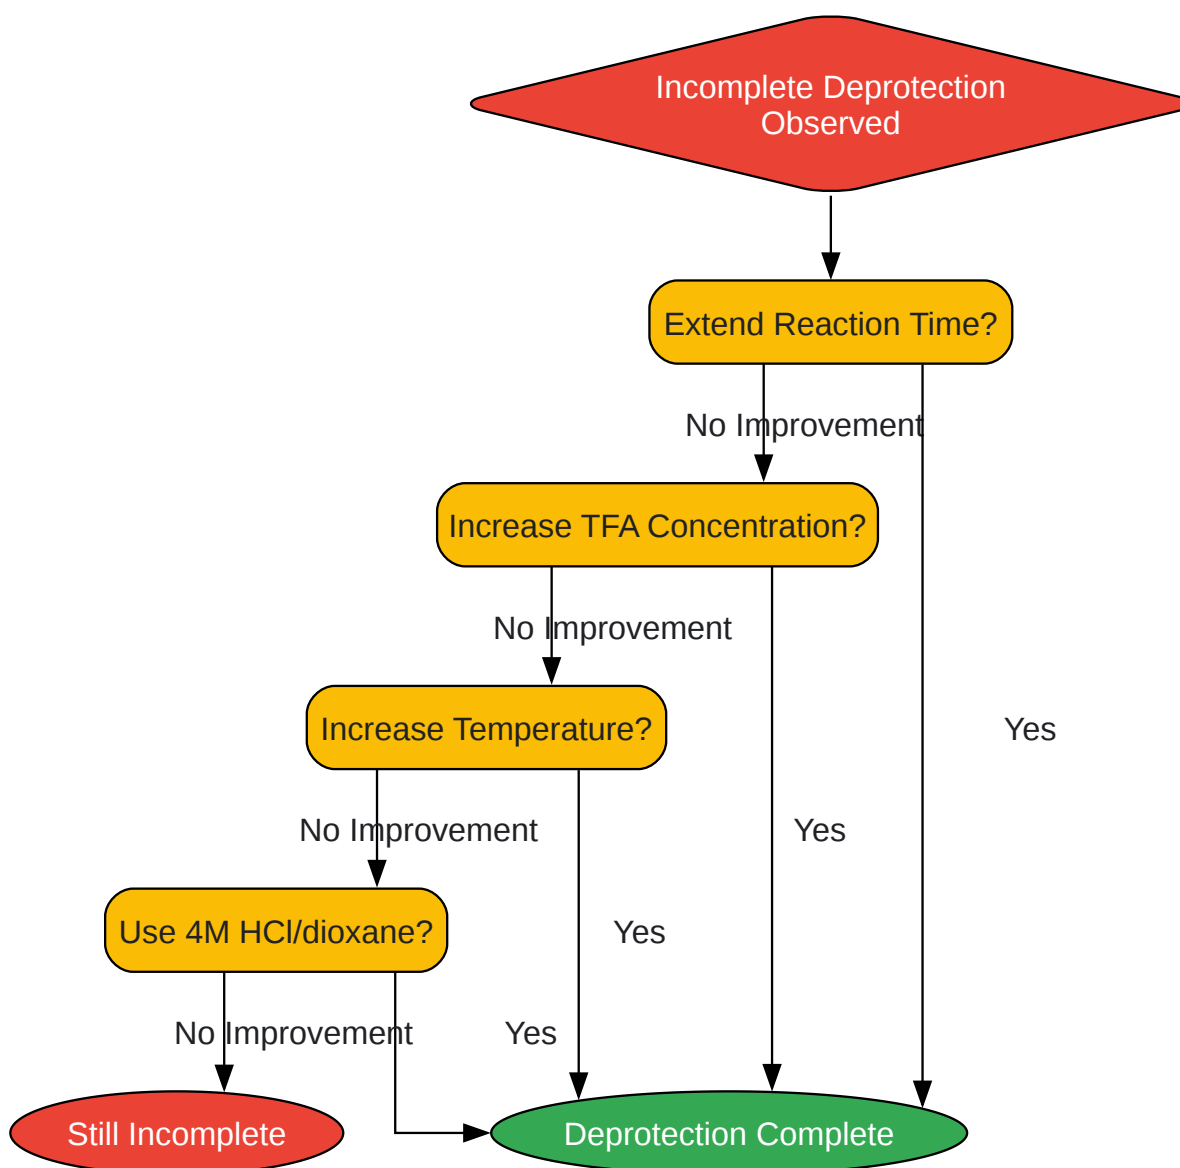 Incomplete Deprotection
Observed
Extend Reaction Time?
No Improvement
Increase TFA Concentration?
No Improvement
Increase Temperature?
Yes
No Improvement
Yes
Use 4M HCl/dioxane?
Yes
No Improvement
Yes
Still Incomplete
Deprotection Complete